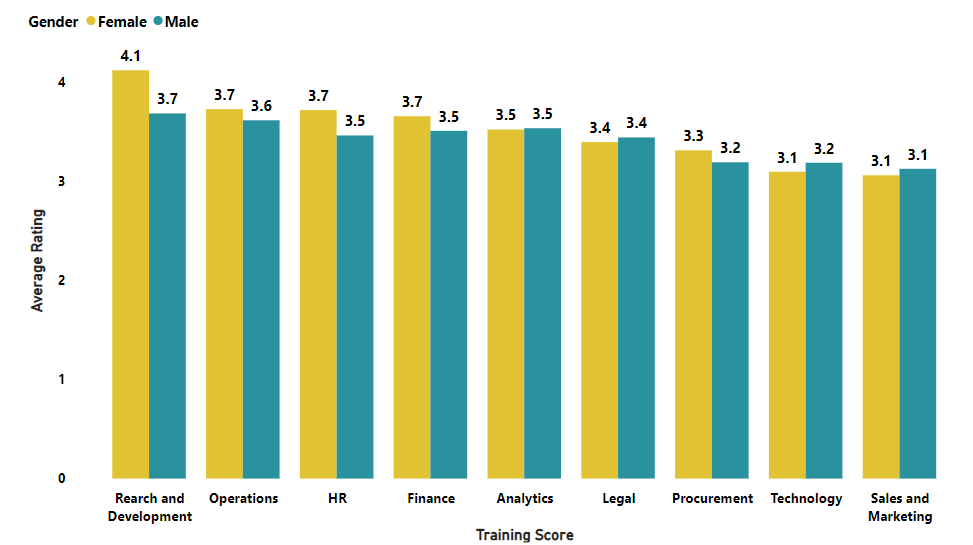 Gender Female Male
4.1
3.7
3.7
3.6
3.7
3.5
3.7
3.5
3.5
3.5
3.4
3.4
3.3
3.2
3.1
3.2
3.1
3.1
4
3
2
1
0
Average Rating
Rearch and
Development
Operations
HR
Finance
Analytics
Legal
Procurement
Technology
Sales and
Marketing
Training Score